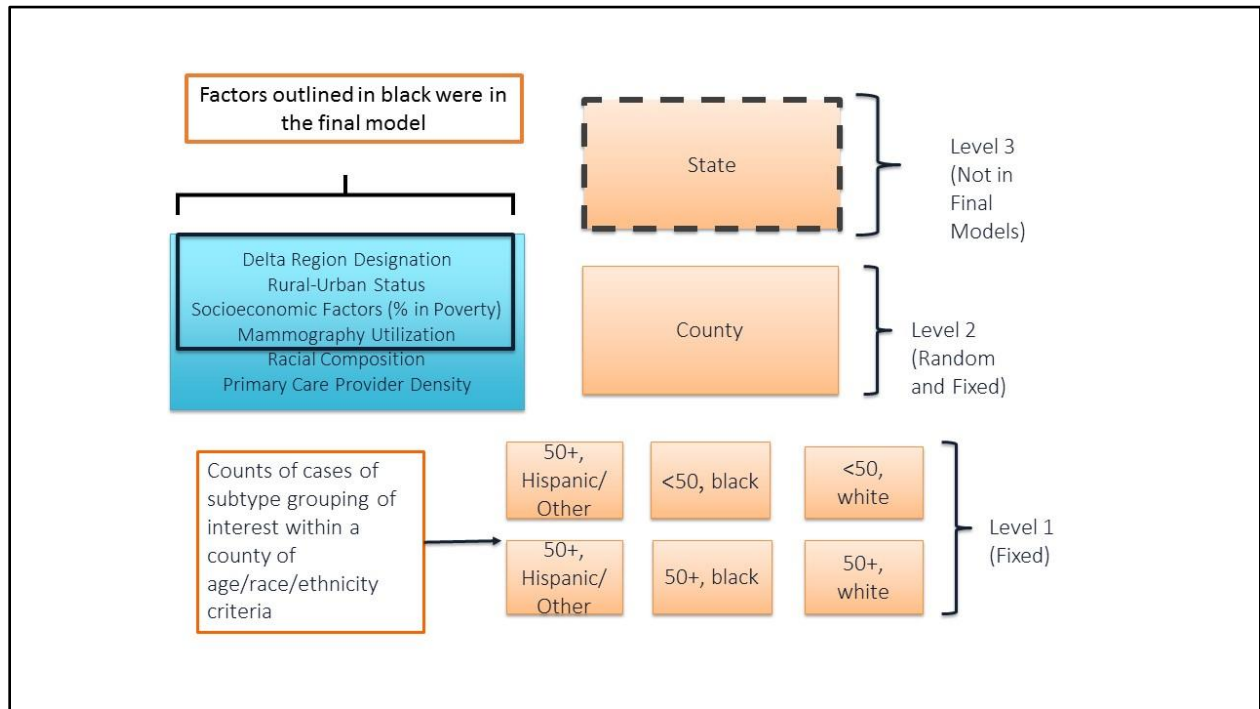 Factors outlined in black were in
the final model
State
Level 3
(Not in
Final
Models)
Delta Region Designation
Rural-Urban Status
Socioeconomic Factors (% in Poverty)
Mammography Utilization
Racial Composition
Primary Care Provider Density
County
Level 2
(Random
and Fixed)
Counts of cases of
subtype grouping of
interest within a
county of
age/race/ethnicity
criteria
50+,
Hispanic/
Other
<50, black
<50,
white
50+,
Hispanic/
Other
50+, black
50+,
white
Level 1
(Fixed)